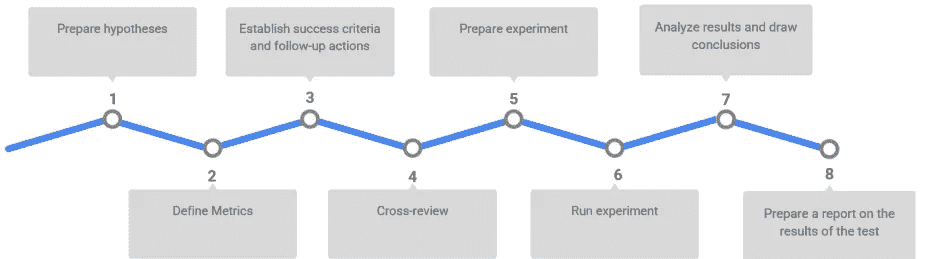 Prepare hypotheses
Establish success criteria
and follow-up actions
Prepare experiment
Analyze results and draw
conclusions
1
3
5
7
2
4
6
8
Define Metrics
Cross-review
Run experiment
Prepare a report on the
results of the test